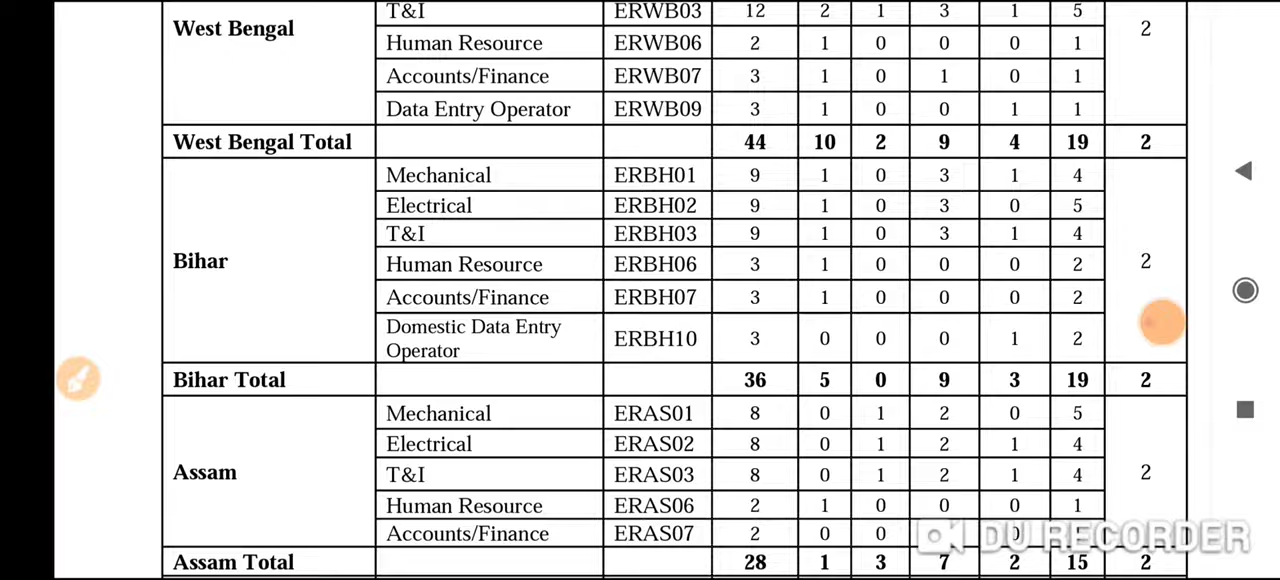 West Bengal
T&I ERWB03 12 2 1 3 1 5 2
Human Resource ERWB06 2 1 0 0 0 1
Accounts/Finance ERWB07 3 1 0 1 0 1
Data Entry Operator ERWB09 3 1 0 0 1 1
West Bengal Total 44 10 2 9 4 19 2
Bihar
Mechanical ERBH01 9 1 0 3 1 4 2
Electrical ERBH02 9 1 0 3 0 5
T&I ERBH03 9 1 0 3 1 4
Human Resource ERBH06 3 1 0 0 0 2
Accounts/Finance ERBH07 3 1 0 0 0 2
Domestic Data Entry
Operator ERBH10 3 0 0 0 1 2
Bihar Total 36 5 0 9 3 19 2
Assam
Mechanical ERAS01 8 0 1 2 0 5 2
Electrical ERAS02 8 0 1 2 1 4
T&I ERAS03 8 0 1 2 1 4
Human Resource ERAS06 2 1 0 0 0 1
Accounts/Finance ERAS07 2 0 0
DU RECORDER
Assam Total 28 1 3 7 2 15 2